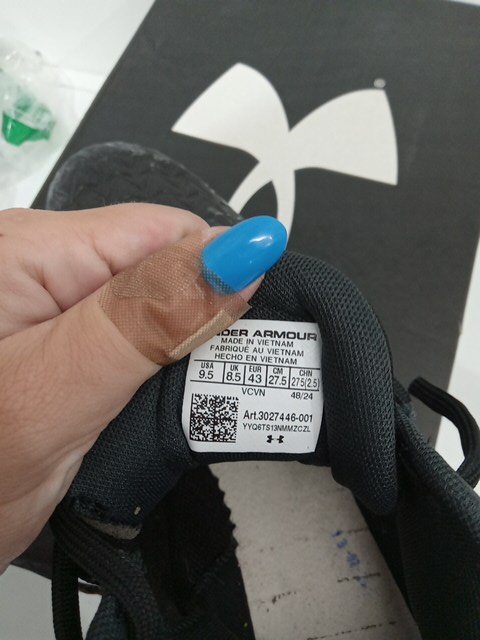 DER ARMOUR
MADE IN VIETNAM
FABRIQUÉ AU VIETNAM
HECHO EN VIETNAM
USA UK EUR CM CHN
9.5 8.5 43 27.5 275(2.5)
VCVN 48/24
Art.3027446-001
YYQ6TS13NMMZCZL